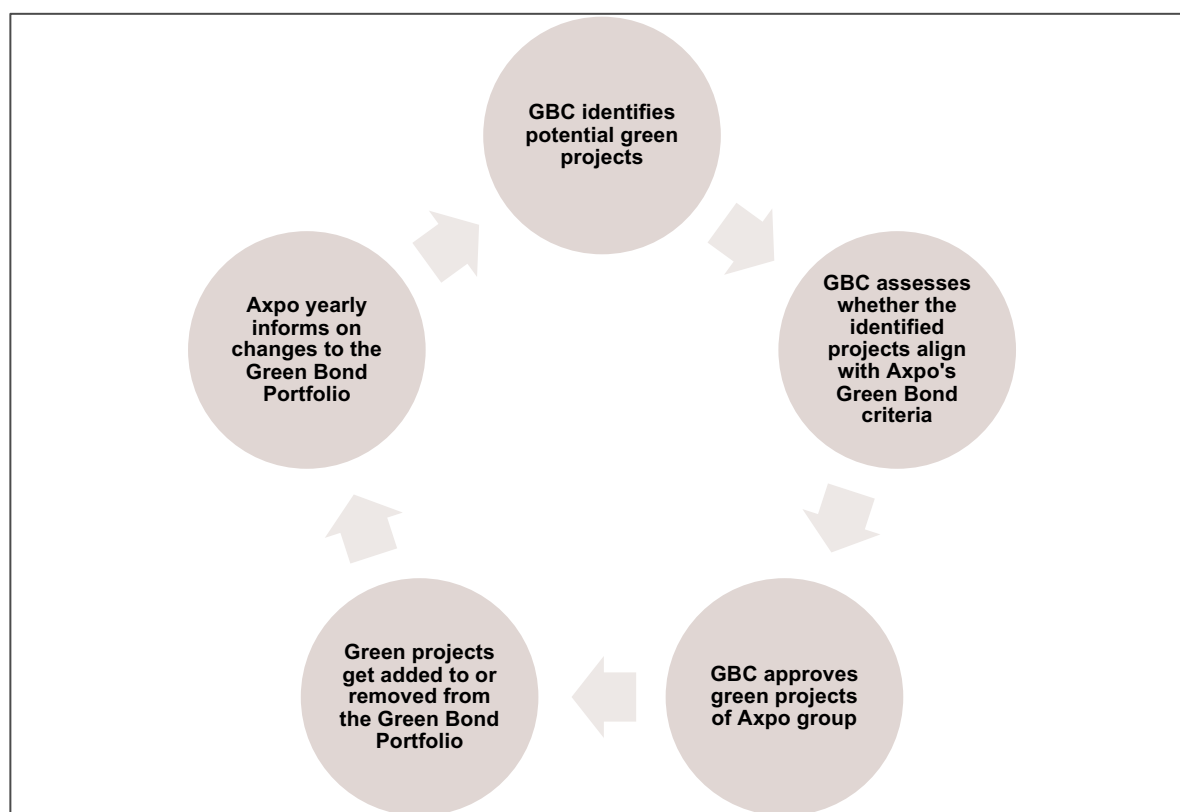 GBC identifies
potential green
projects
GBC assesses
whether the
identified
projects align
with Axpo's
Green Bond
criteria
GBC approves
green projects
of Axpo group
Green projects
get added to or
removed from
the Green Bond
Portfolio
Axpo yearly
informs on
changes to the
Green Bond
Portfolio